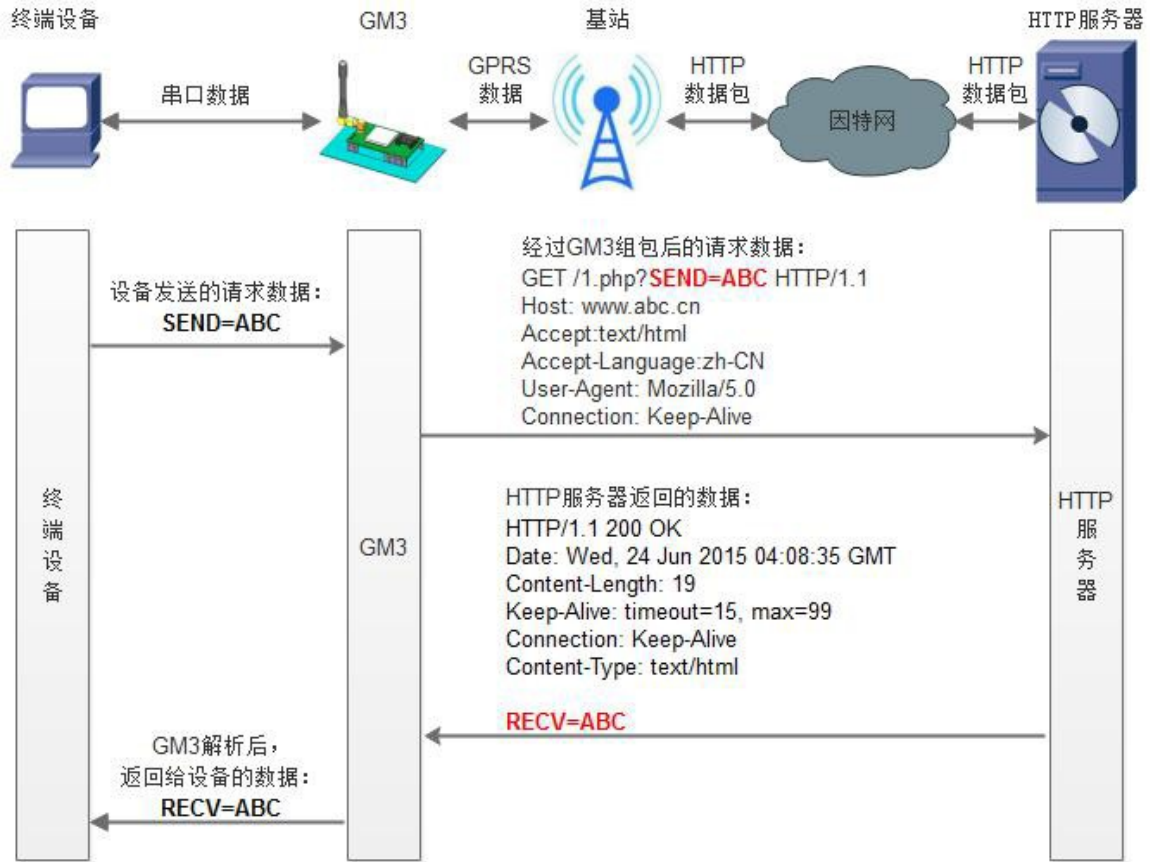 终端设备
GM3
基站
HTTP服务器
串口数据
GPRS
数据
HTTP
数据包
因特网
HTTP
数据包
设备发送的请求数据：
SEND=ABC
经过GM3组包后的请求数据：
GET /1.php?SEND=ABC HTTP/1.1
Host: www.abc.cn
Accept:text/html
Accept-Language:zh-CN
User-Agent: Mozilla/5.0
Connection: Keep-Alive
终
端
设
备
GM3
HTTP
服
务
器
HTTP服务器返回的数据：
HTTP/1.1 200 OK
Date: Wed, 24 Jun 2015 04:08:35 GMT
Content-Length: 19
Keep-Alive: timeout=15, max=99
Connection: Keep-Alive
Content-Type: text/html
RECV=ABC
GM3解析后，
返回给设备的数据：
RECV=ABC